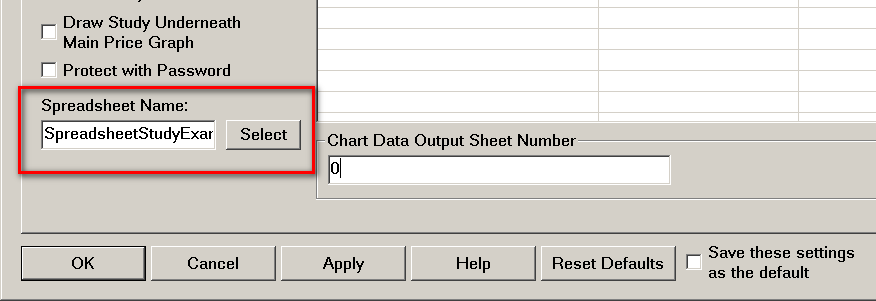 Draw Study Underneath
Main Price Graph
Protect with Password
Spreadsheet Name:
SpreadsheetStudyExar
Select
Chart Data Output Sheet Number
0
OK
Cancel
Apply
Help
Reset Defaults
Save these settings
as the default